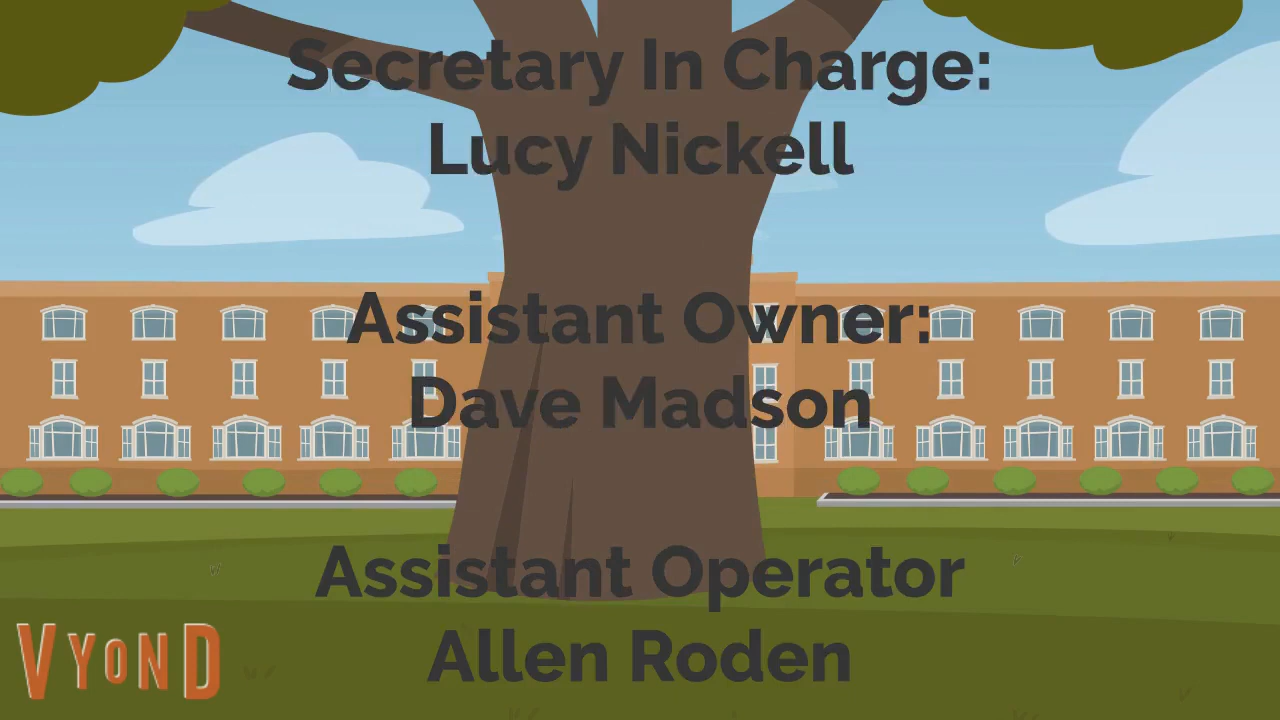 Secretary In Charge:
Lucy Nickell
Assistant Owner:
Dave Madson
Assistant Operator
Allen Roden
VYOND